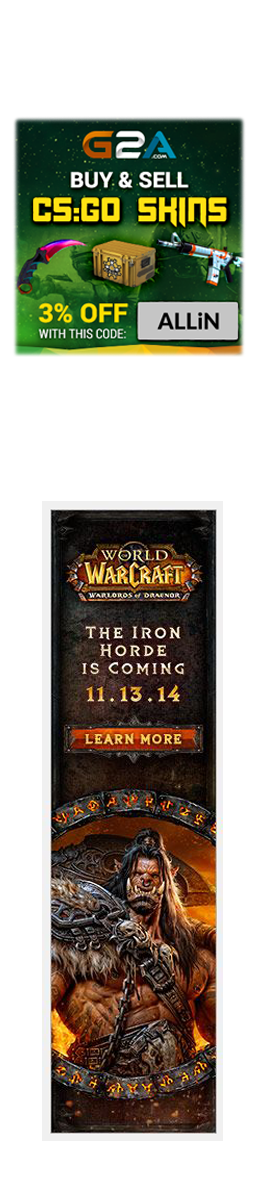 G2A
.COM
BUY & SELL
CS:GO SKINS
3% OFF
WITH THIS CODE:
ALLiN
WORLD
OF
WARCRAFT
WARLORDS OF DRAENOR
THE IRON
HORDE
IS COMING
11.13.14
LEARN MORE